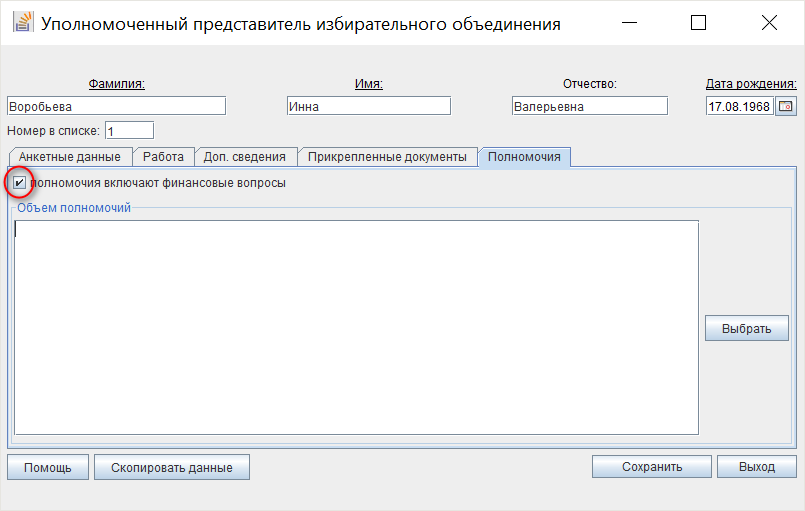 Уполномоченный представитель избирательного объединения
Фамилия: Имя: Отчество: Дата рождения:
Воробьева Инна Валерьевна 17.08.1968
Номер в списке: 1
Анкетные данные Работа Доп. сведения Прикрепленные документы Полномочия
полномочия включают финансовые вопросы
Объем полномочий
Выбрать
Помощь Скопировать данные Сохранить Выход